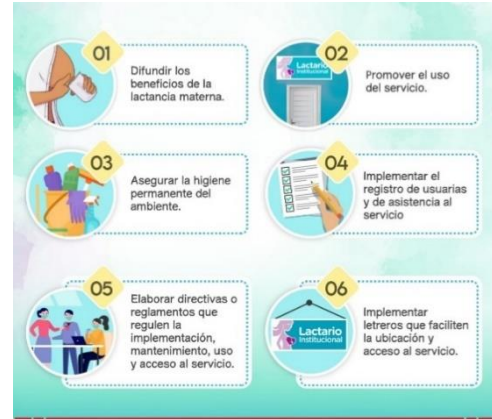 01
Difundir los
beneficios de la
lactancia materna.
02
Lactario
Institucional
Promover el uso
del servicio.
03
Asegurar la higiene
permanente del
ambiente.
04
Implementar el
registro de usuarias
y de asistencia al
servicio
05
Elaborar directivas o
reglamentos que
regulen la
implementación,
mantenimiento, uso
y acceso al servicio.
06
Lactario
Institucional
Implementar
letreros que faciliten
la ubicación y
acceso al servicio.